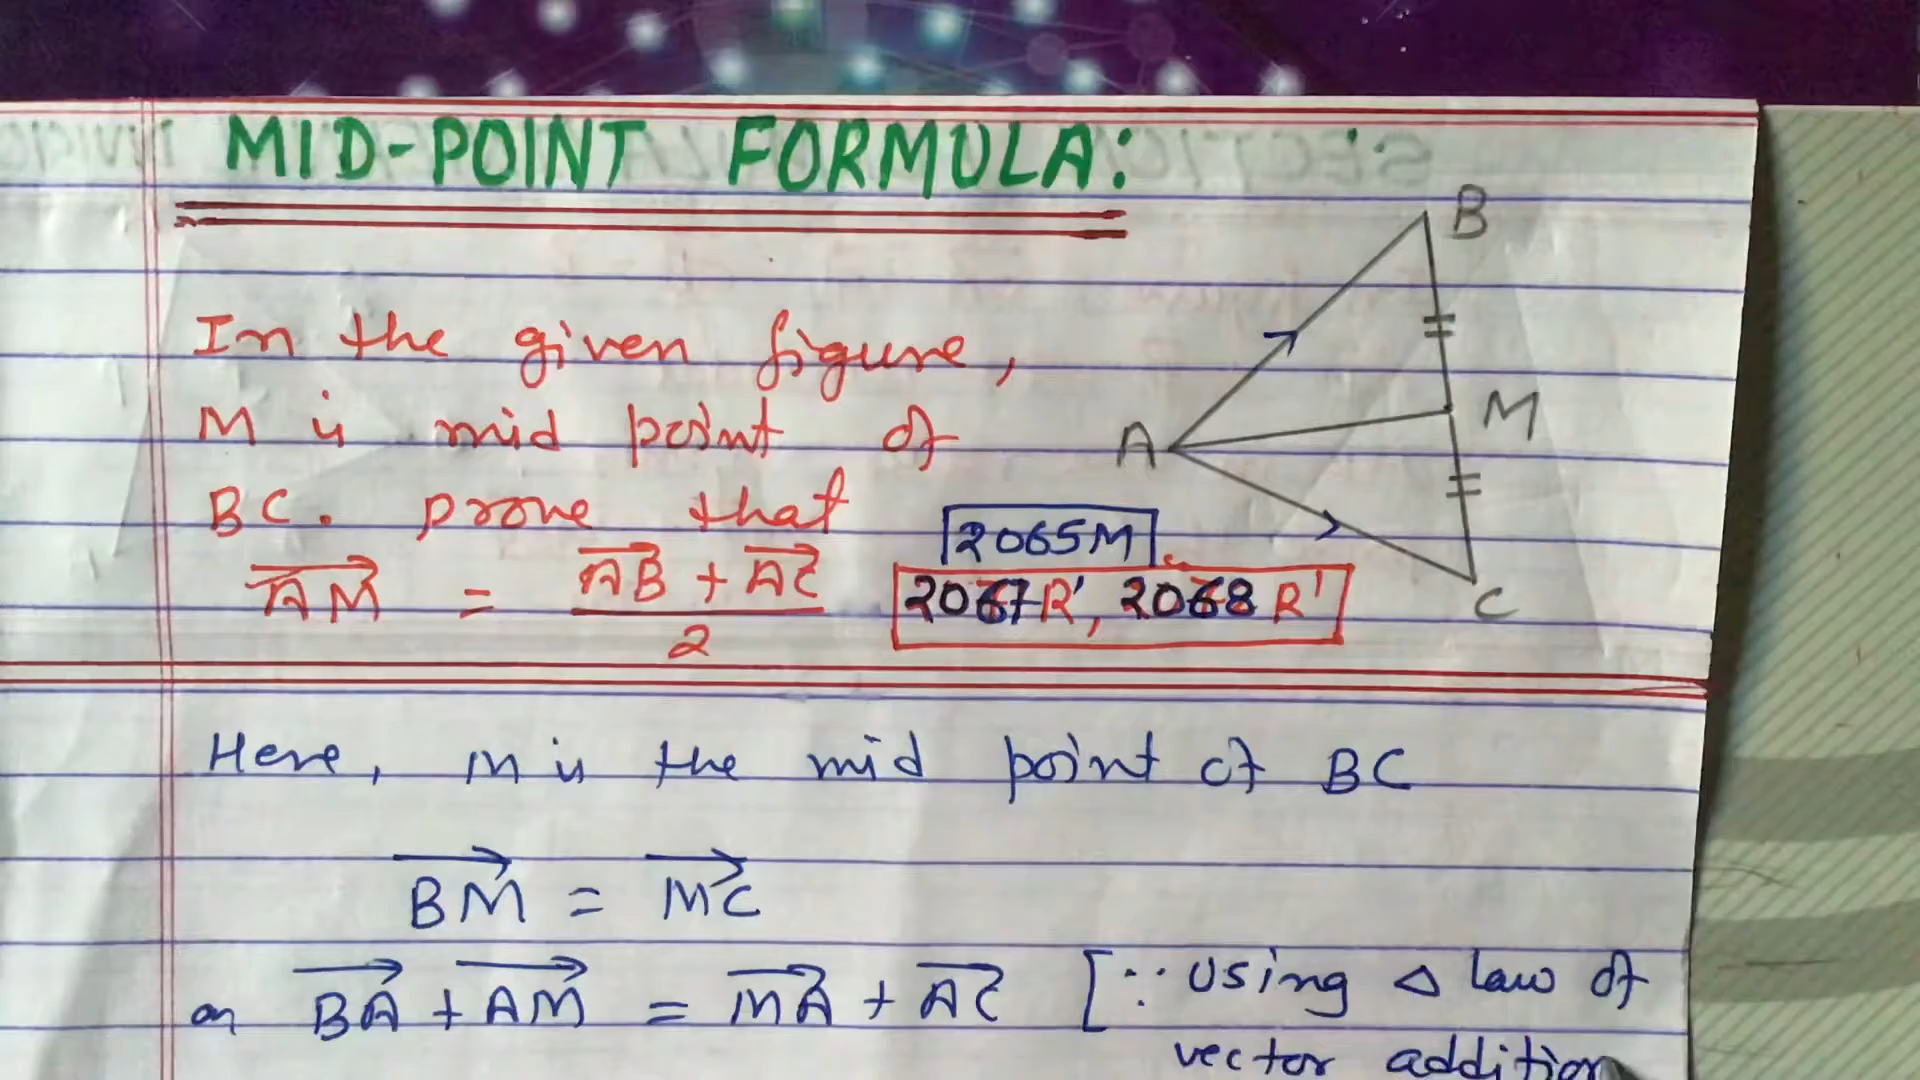 MID-POINT FORMULA:
In the given figure,
M is mid point of
BC. prove that
AM = (AB + AC)/2
2065M
2067R', 2068R'
B
M
A
C
Here, M is the mid point of BC
BM = MC
or BA + AM = MA + AC [∵ Using △ law of
vector addition